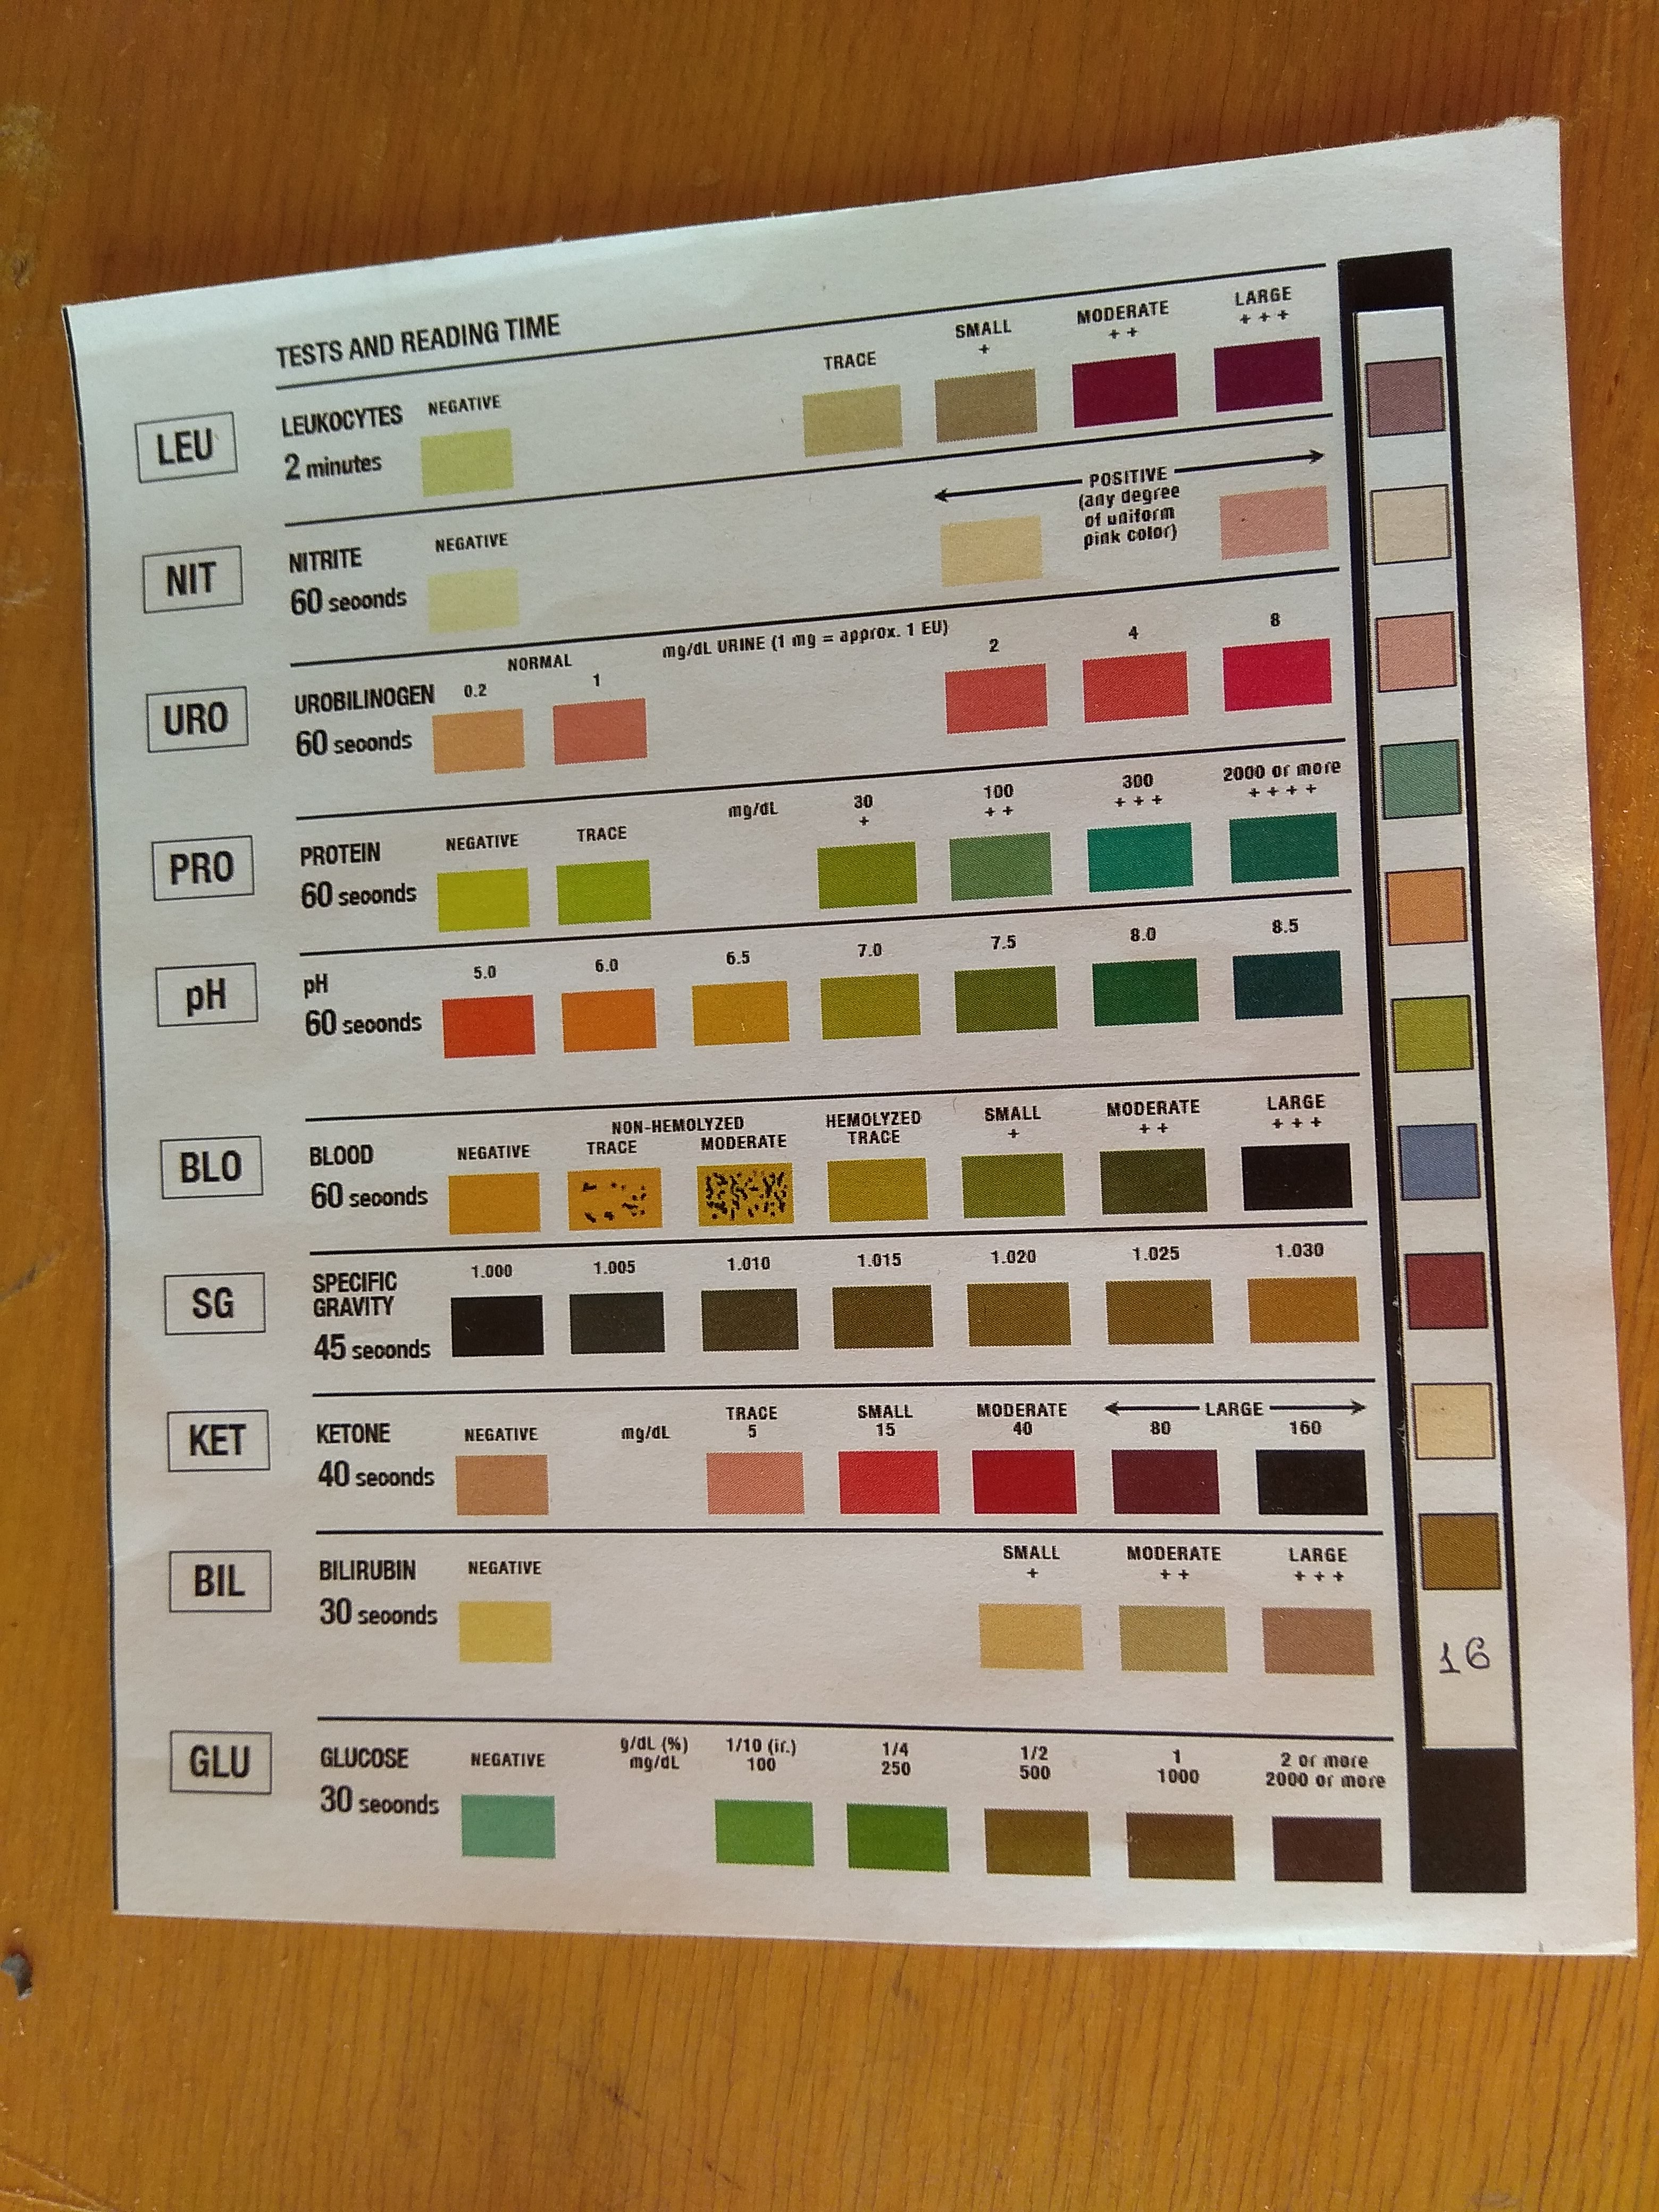 TESTS AND READING TIME
LEU
LEUKOCYTES
2 minutes
NEGATIVE
TRACE
SMALL
+
MODERATE
++
LARGE
+++
NIT
NITRITE
60 seconds
NEGATIVE
POSITIVE
(any degree
of uniform
pink color)
URO
UROBILINOGEN
60 seconds
NORMAL
0.2 1
mg/dL URINE (1 mg = approx. 1 EU)
2 4 8
PRO
PROTEIN
60 seconds
NEGATIVE
TRACE
mg/dL
30
+
100
++
300
+++
2000 or more
++++
pH
pH
60 seconds
5.0 6.0 6.5 7.0 7.5 8.0 8.5
BLO
BLOOD
60 seconds
NEGATIVE
NON-HEMOLYZED
TRACE MODERATE
HEMOLYZED
TRACE
SMALL
+
MODERATE
++
LARGE
+++
SG
SPECIFIC
GRAVITY
45 seconds
1.000 1.005 1.010 1.015 1.020 1.025 1.030
KET
KETONE
40 seconds
NEGATIVE
mg/dL
TRACE
5
SMALL
15
MODERATE
40
LARGE
80 160
BIL
BILIRUBIN
30 seconds
NEGATIVE
SMALL
+
MODERATE
++
LARGE
+++
GLU
GLUCOSE
30 seconds
NEGATIVE
g/dL (%)
mg/dL
1/10 (ir.)
100
1/4
250
1/2
500
1
1000
2 or more
2000 or more
16